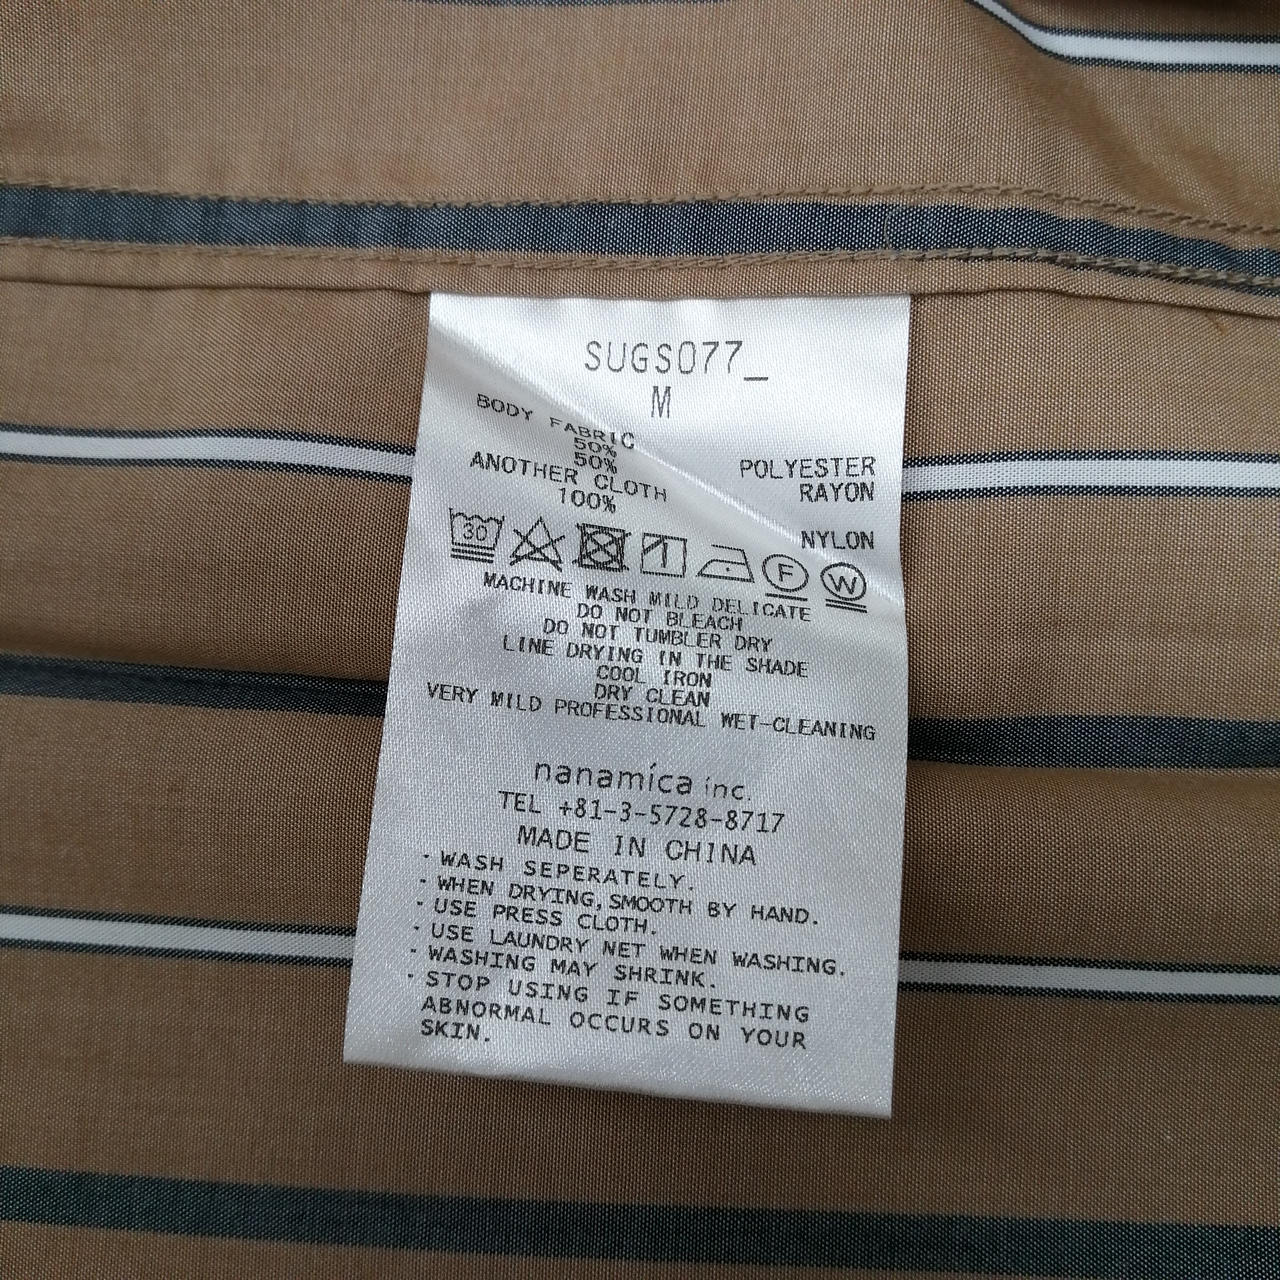 SUGS077_
M
BODY FABRIC
50% POLYESTER
50% RAYON
ANOTHER CLOTH
100% NYLON
30 F W
MACHINE WASH MILD DELICATE
DO NOT BLEACH
DO NOT TUMBLER DRY
LINE DRYING IN THE SHADE
COOL IRON
DRY CLEAN
VERY MILD PROFESSIONAL WET-CLEANING
nanamica inc.
TEL +81-3-5728-8717
MADE IN CHINA
・WASH SEPERATELY.
・WHEN DRYING,SMOOTH BY HAND.
・USE PRESS CLOTH.
・USE LAUNDRY NET WHEN WASHING.
・WASHING MAY SHRINK.
・STOP USING IF SOMETHING
ABNORMAL OCCURS ON YOUR
SKIN.